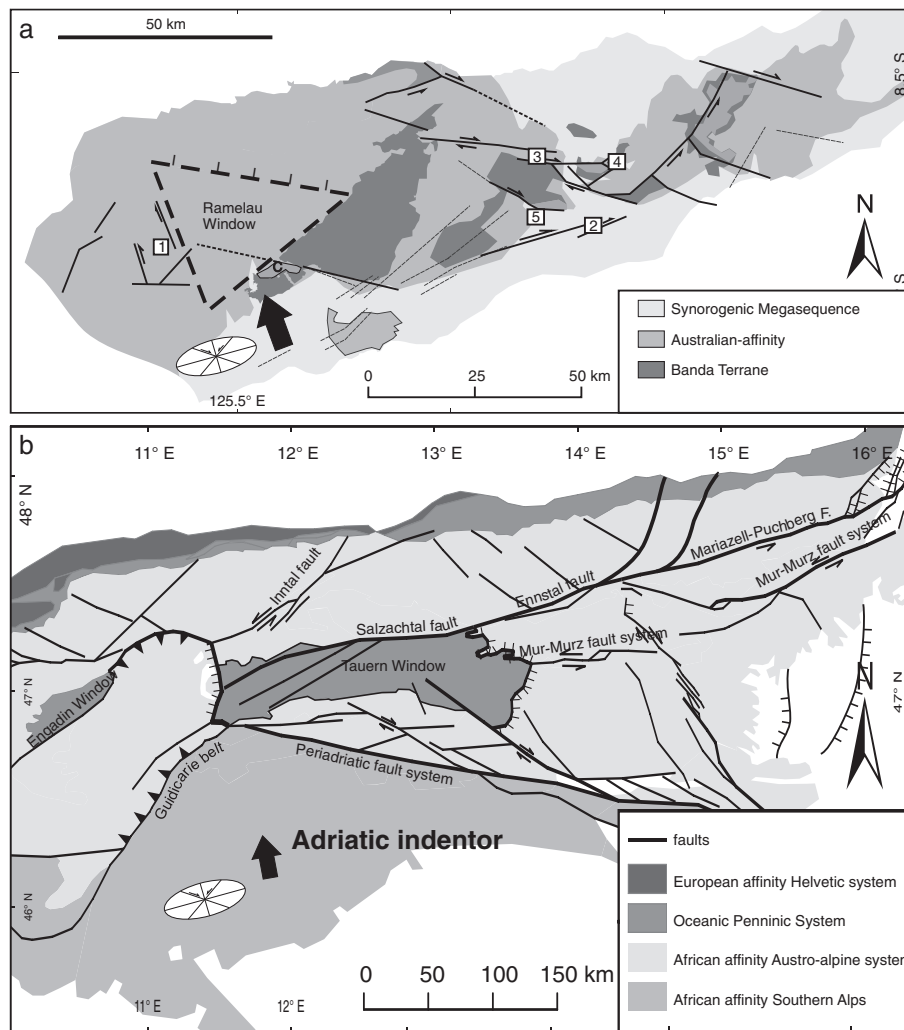 a
50 km
8.5° S
3
4
Ramelau
Window
5
1
2
N
C
° S
Synorogenic Megasequence
Australian-affinity
Banda Terrane
0 25 50 km
125.5° E
b
11° E 12° E 13° E 14° E 15° E 16° E
48° N
Inntal fault
Ennstal fault
Mariazell-Puchberg F.
Mur-Murz fault system
Salzachtal fault
Mur-Murz fault system
Tauern Window
N
47° N
47° N
Engadin Window
Guidicarie belt
Periadriatic fault system
Adriatic indentor
46° N
faults
European affinity Helvetic system
Oceanic Penninic System
African affinity Austro-alpine system
African affinity Southern Alps
0 50 100 150 km
11° E 12° E